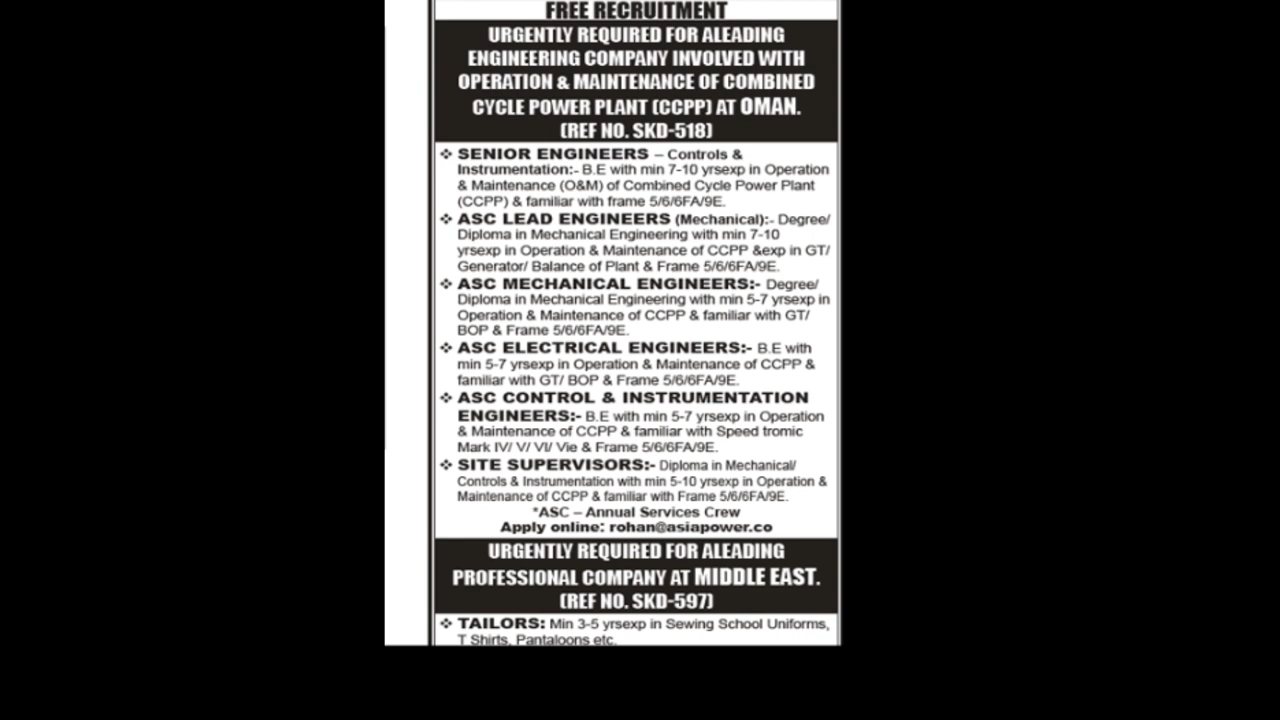 FREE RECRUITMENT
URGENTLY REQUIRED FOR ALEADING
ENGINEERING COMPANY INVOLVED WITH
OPERATION & MAINTENANCE OF COMBINED
CYCLE POWER PLANT (CCPP) AT OMAN.
(REF NO. SKD-518)
❖ SENIOR ENGINEERS – Controls &
Instrumentation:- B.E with min 7-10 yrsexp in Operation
& Maintenance (O&M) of Combined Cycle Power Plant
(CCPP) & familiar with frame 5/6/6FA/9E.
❖ ASC LEAD ENGINEERS (Mechanical):- Degree/
Diploma in Mechanical Engineering with min 7-10
yrsexp in Operation & Maintenance of CCPP &exp in GT/
Generator/ Balance of Plant & Frame 5/6/6FA/9E.
❖ ASC MECHANICAL ENGINEERS:- Degree/
Diploma in Mechanical Engineering with min 5-7 yrsexp in
Operation & Maintenance of CCPP & familiar with GT/
BOP & Frame 5/6/6FA/9E.
❖ ASC ELECTRICAL ENGINEERS:- B.E with
min 5-7 yrsexp in Operation & Maintenance of CCPP &
familiar with GT/ BOP & Frame 5/6/6FA/9E.
❖ ASC CONTROL & INSTRUMENTATION
ENGINEERS:- B.E with min 5-7 yrsexp in Operation
& Maintenance of CCPP & familiar with Speed tromic
Mark IV/ V/ VI/ Vie & Frame 5/6/6FA/9E.
❖ SITE SUPERVISORS:- Diploma in Mechanical/
Controls & Instrumentation with min 5-10 yrsexp in Operation &
Maintenance of CCPP & familiar with Frame 5/6/6FA/9E.
*ASC – Annual Services Crew
Apply online: rohan@asiapower.co
URGENTLY REQUIRED FOR ALEADING
PROFESSIONAL COMPANY AT MIDDLE EAST.
(REF NO. SKD-597)
❖ TAILORS: Min 3-5 yrsexp in Sewing School Uniforms,
T Shirts, Pantaloons etc.